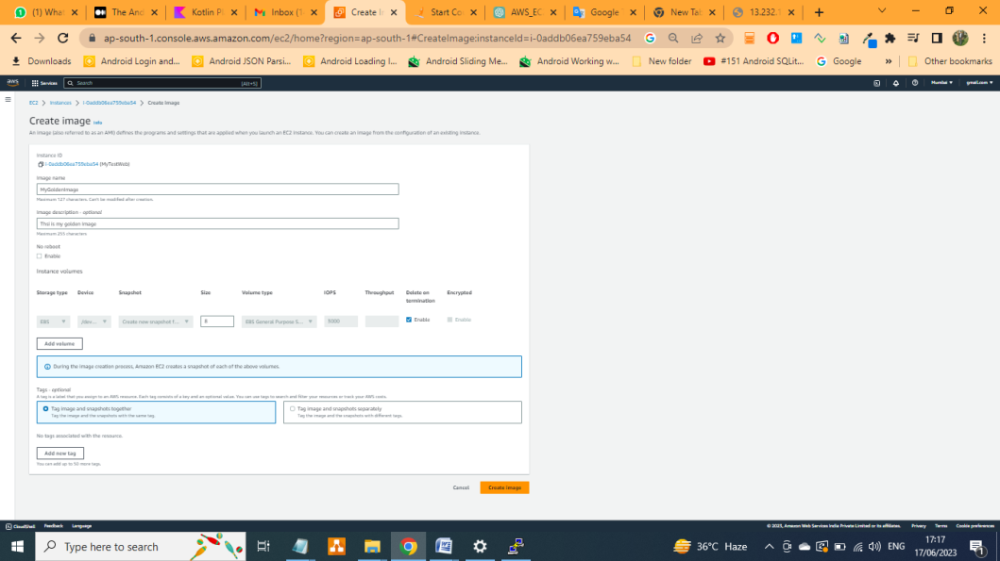 (1) What
The And
Kotlin P
Inbox (1
Create I
Start Co
AWS_EC
Google
New Tab
13.232.1
ap-south-1.console.aws.amazon.com/ec2/home?region=ap-south-1#CreateImage:instanceId=i-0addb06ea759eba54
Downloads
Android Login and...
Android JSON Parsi...
Android Loading I...
Android Sliding Me...
Android Working w...
New folder
#151 Android SQLit...
Google
»
Other bookmarks
aws
Services
Search
[Alt+S]
Mumbai
gmail.com
EC2 > Instances > i-0addb06ea759eba54 > Create image
Create image Info
An image (also referred to as an AMI) defines the programs and settings that are applied when you launch an EC2 instance. You can create an image from the configuration of an existing instance.
Instance ID
i-0addb06ea759eba54 (MyTestWeb)
Image name
MyGoldenImage
Maximum 127 characters. Can't be modified after creation.
Image description - optional
This is my golden image
Maximum 255 characters
No reboot
Enable
Instance volumes
Storage type Device Snapshot Size Volume type IOPS Throughput Delete on termination Encrypted
EBS /dev... Create new snapshot f... 8 EBS General Purpose S... 3000 Enable Enable
Add volume
During the image creation process, Amazon EC2 creates a snapshot of each of the above volumes.
Tags - optional
A tag is a label that you assign to an AWS resource. Each tag consists of a key and an optional value. You can use tags to search and filter your resources or track your AWS costs.
Tag image and snapshots together
Tag the image and the snapshots with the same tag.
Tag image and snapshots separately
Tag the image and the snapshots with different tags.
No tags associated with the resource.
Add new tag
You can add up to 50 more tags.
Cancel
Create image
CloudShell Feedback Language
© 2023, Amazon Web Services India Private Limited or its affiliates. Privacy Terms Cookie preferences
Type here to search
36°C Haze
ENG
17:17
17/06/2023
1